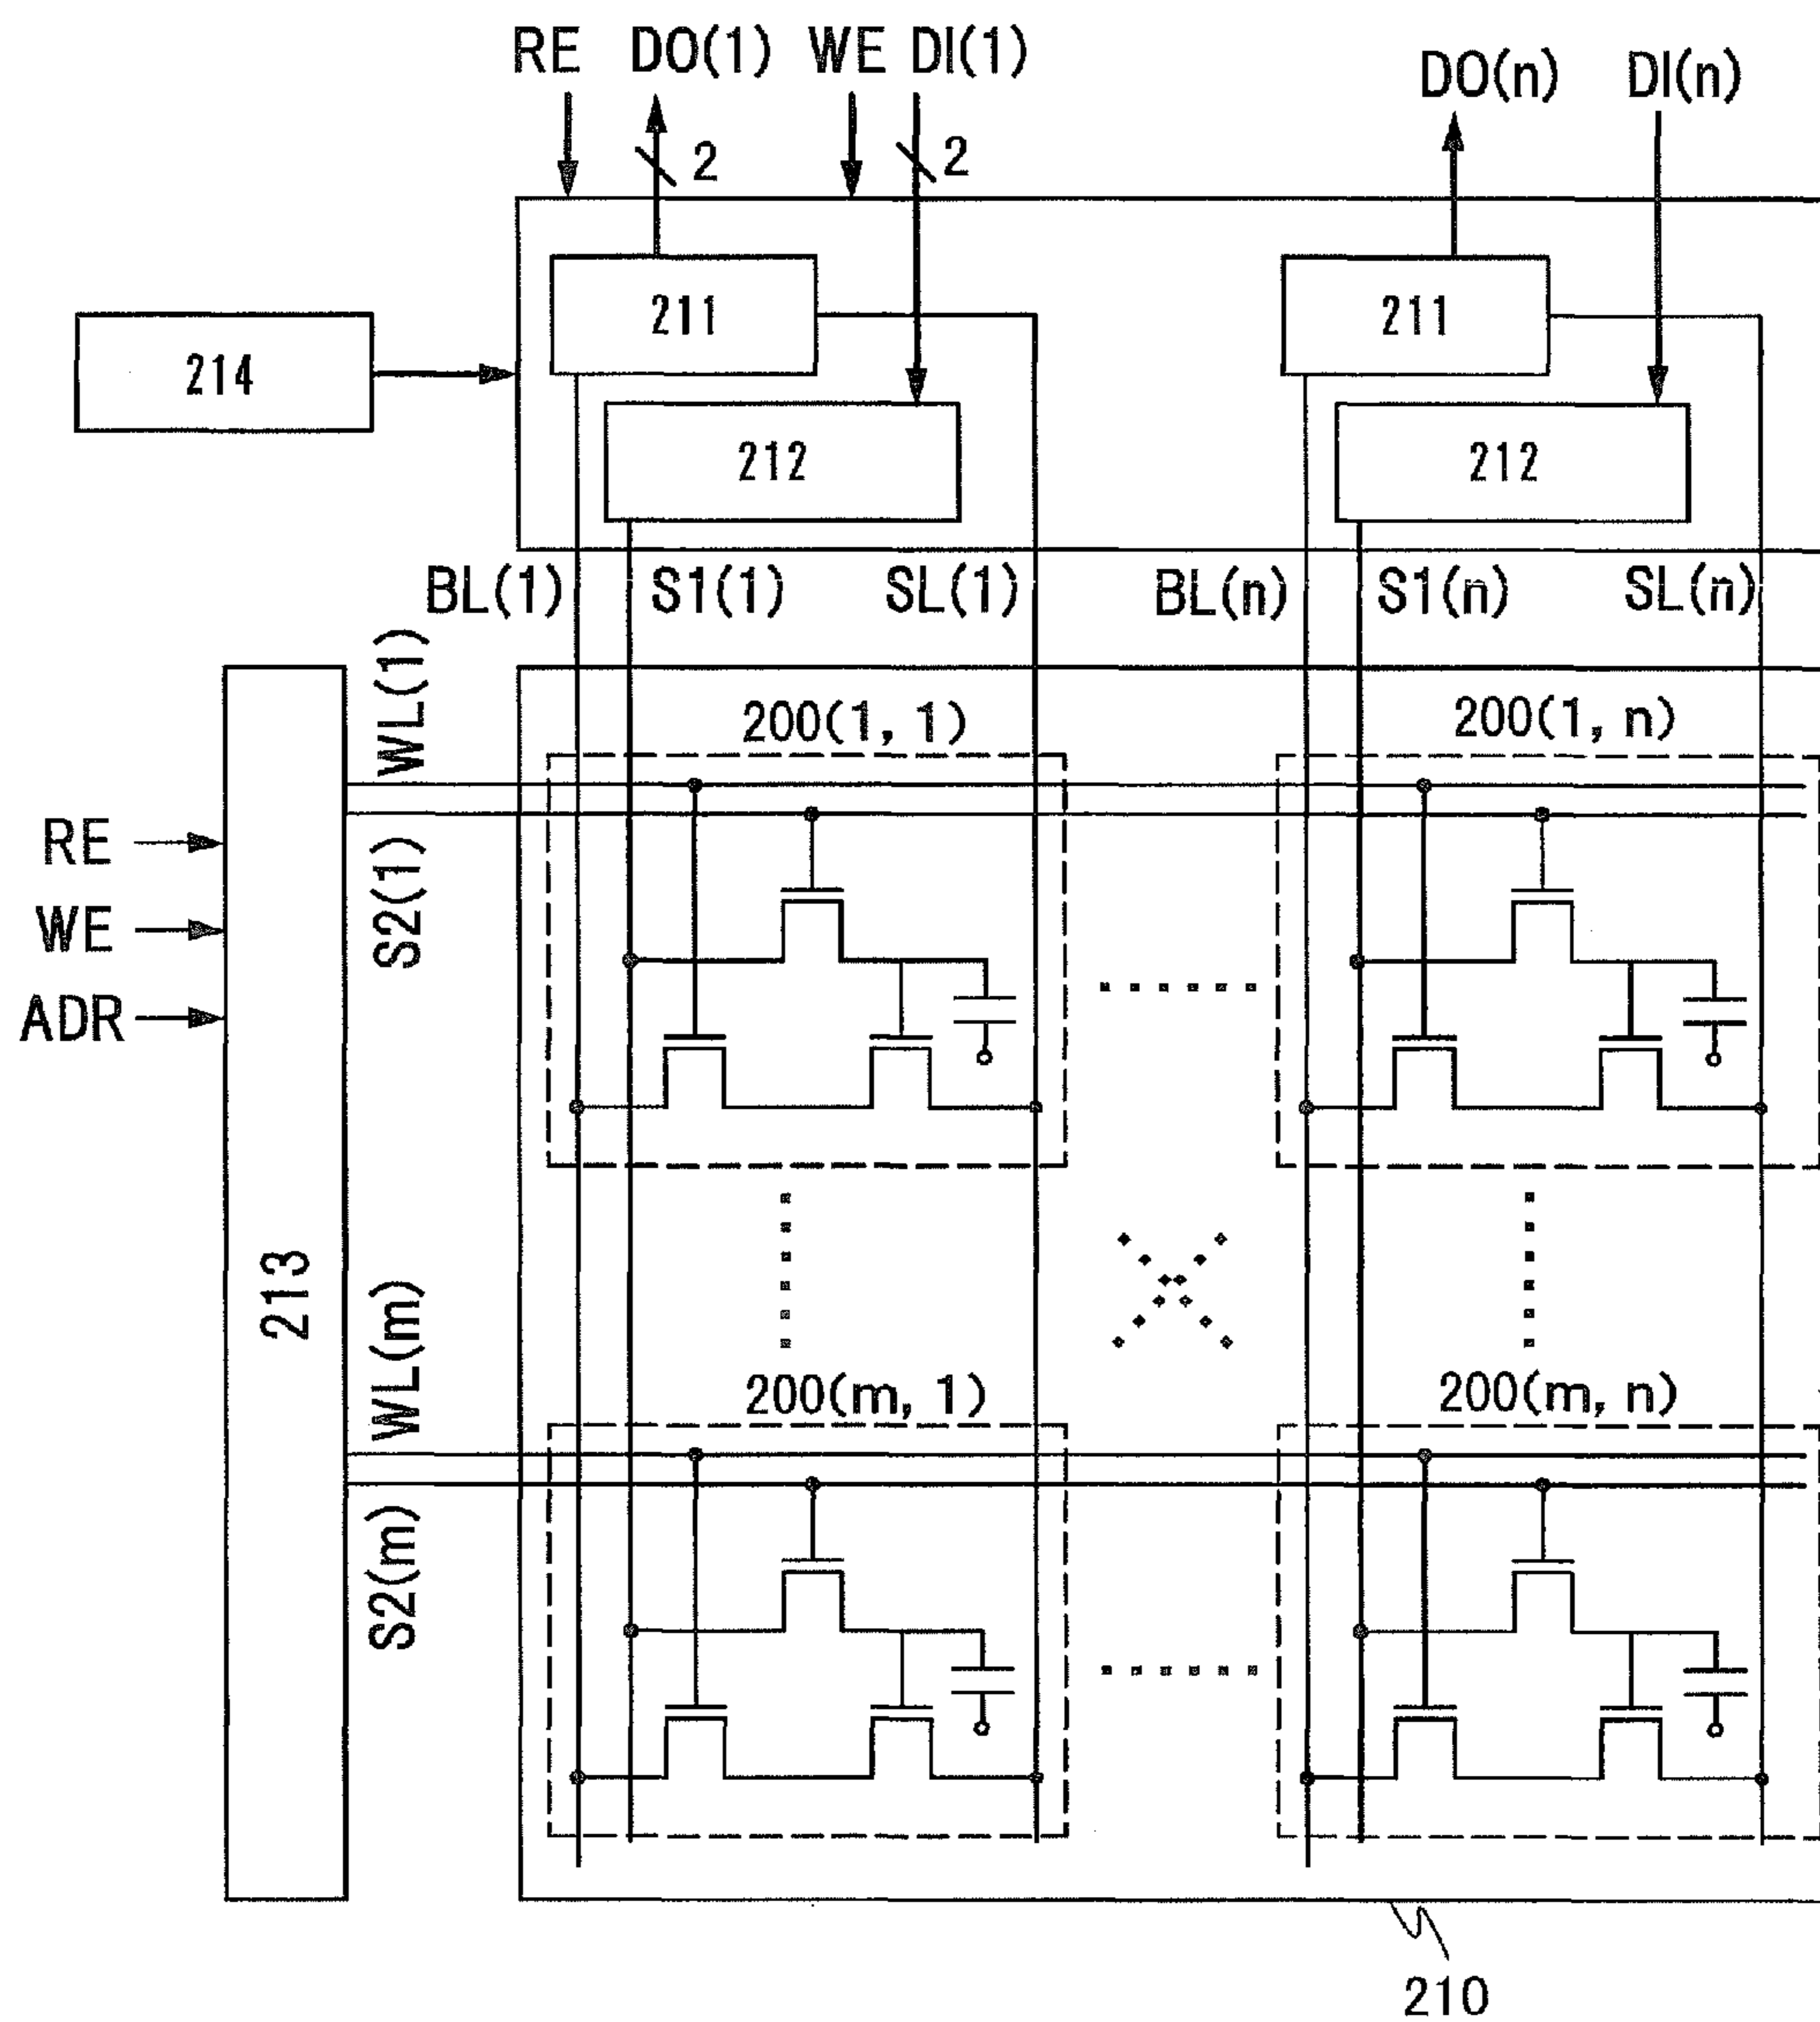 RE DO(1) WE DI(1) DO(n) DI(n)
2 2
211 211
214
212 212
BL(1) S1(1) SL(1) BL(n) S1(n) SL(n)
WL(1)
200(1, 1) 200(1, n)
RE
S2(1)
WE
ADR
213
WL(m)
200(m, 1) 200(m, n)
S2(m)
210